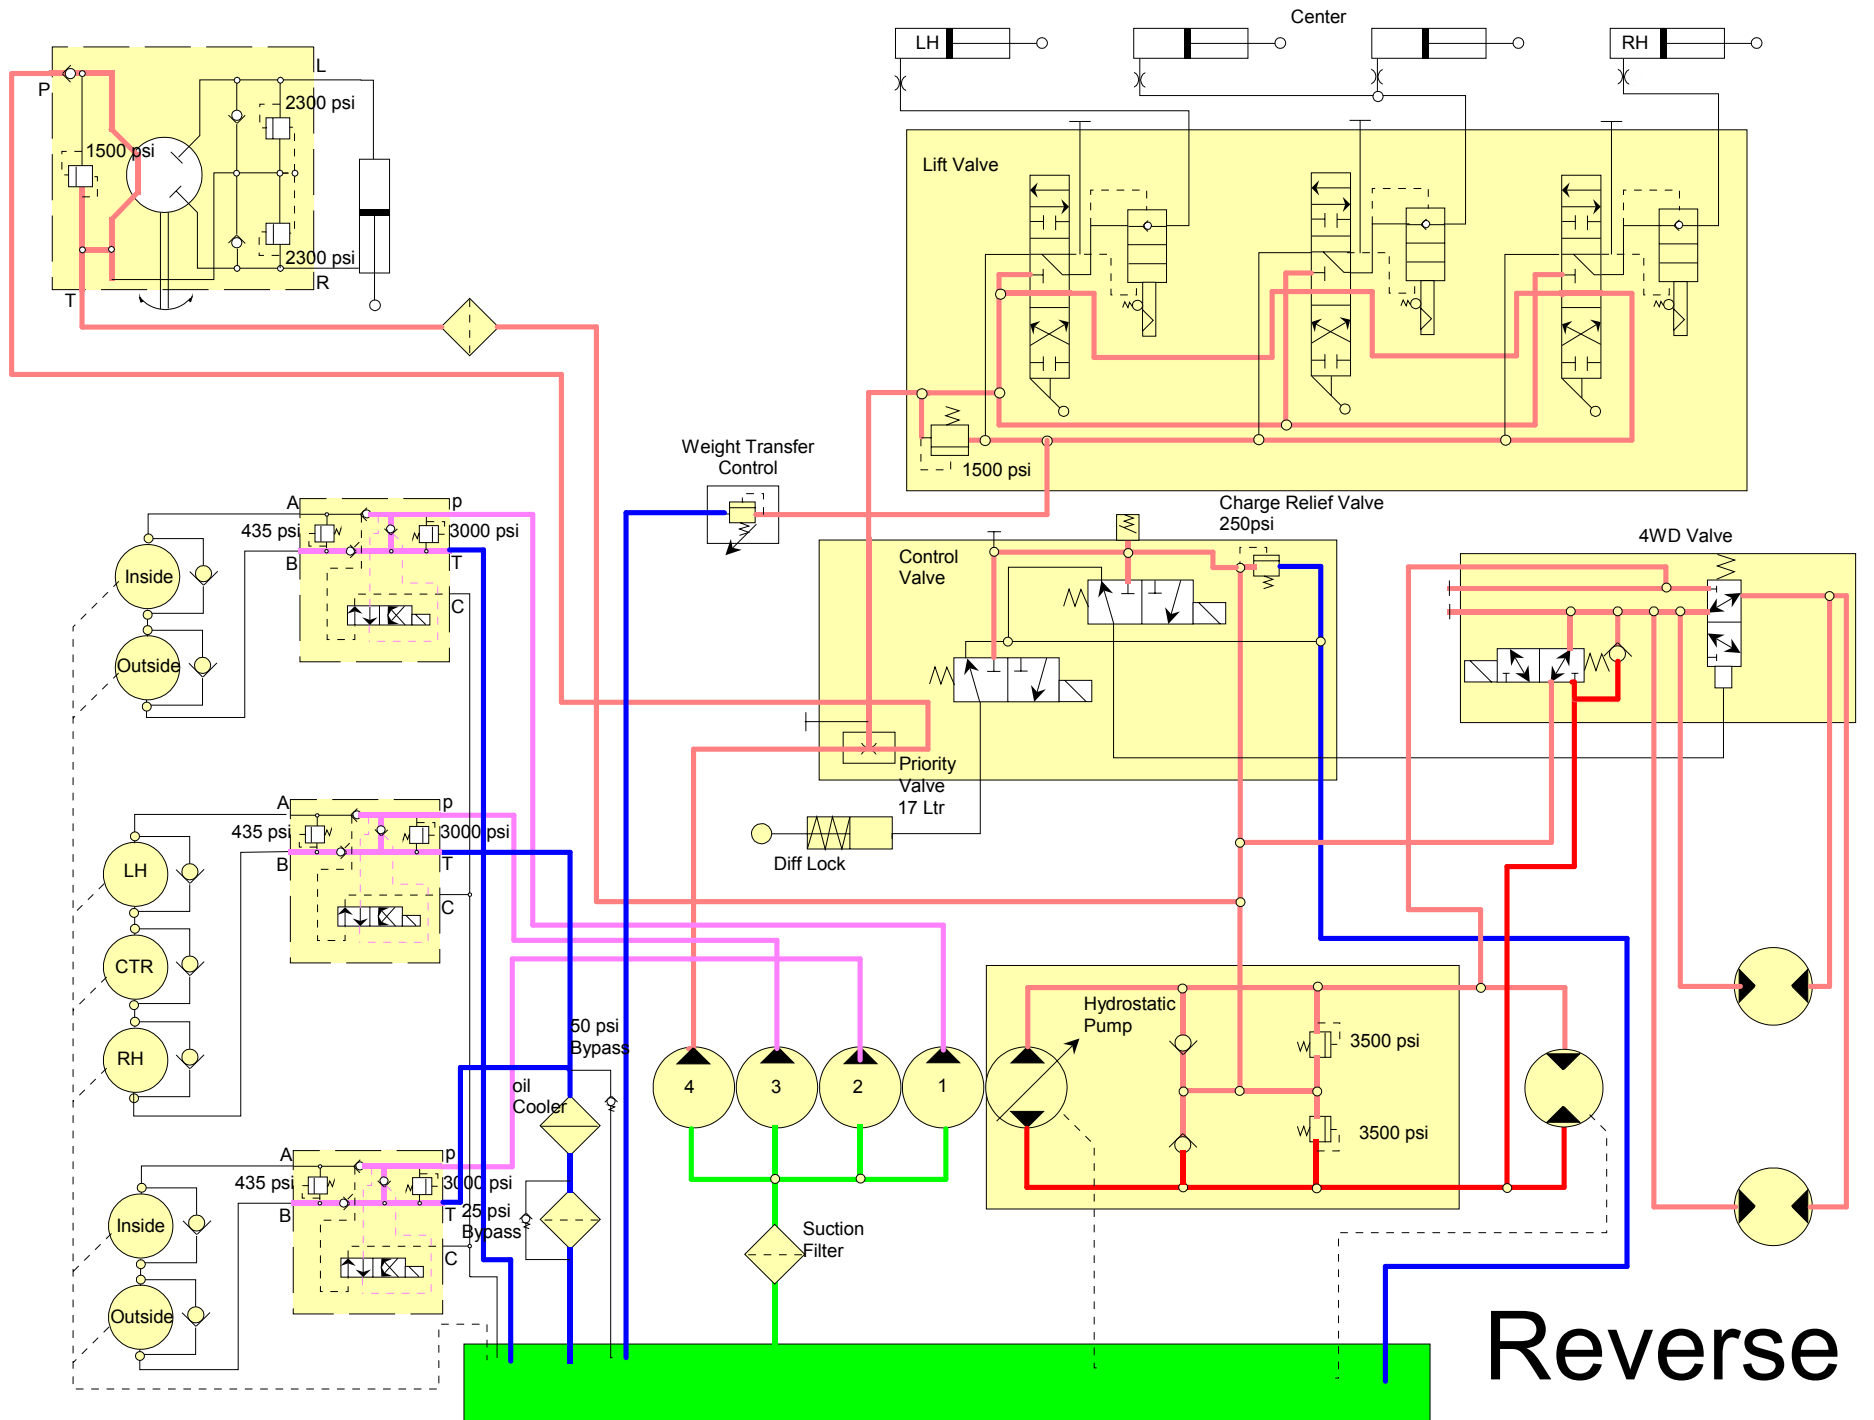 Center
LH
RH
L
P
2300 psi
1500 psi
2300 psi
R
T
Lift Valve
1500 psi
Weight Transfer
Control
Charge Relief Valve
250psi
Control
Valve
4WD Valve
A
p
435 psi
3000 psi
B
T
C
Inside
Outside
Priority
Valve
17 Ltr
Diff Lock
A
p
435 psi
3000 psi
B
T
C
LH
CTR
RH
Hydrostatic
Pump
50 psi
Bypass
oil
Cooler
4
3
2
1
3500 psi
3500 psi
A
p
435 psi
3000 psi
B
T
C
25 psi
Bypass
Inside
Outside
Suction
Filter
Reverse